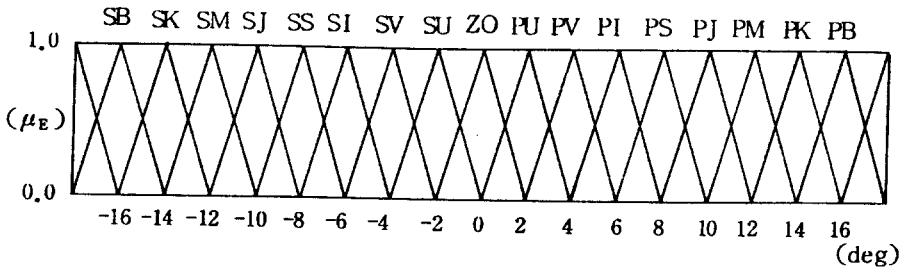 SB SK SM SJ SS SI SV SU ZO PU PV PI PS PJ PM PK PB
1.0
(μE)
0.0
-16 -14 -12 -10 -8 -6 -4 -2 0 2 4 6 8 10 12 14 16
(deg)